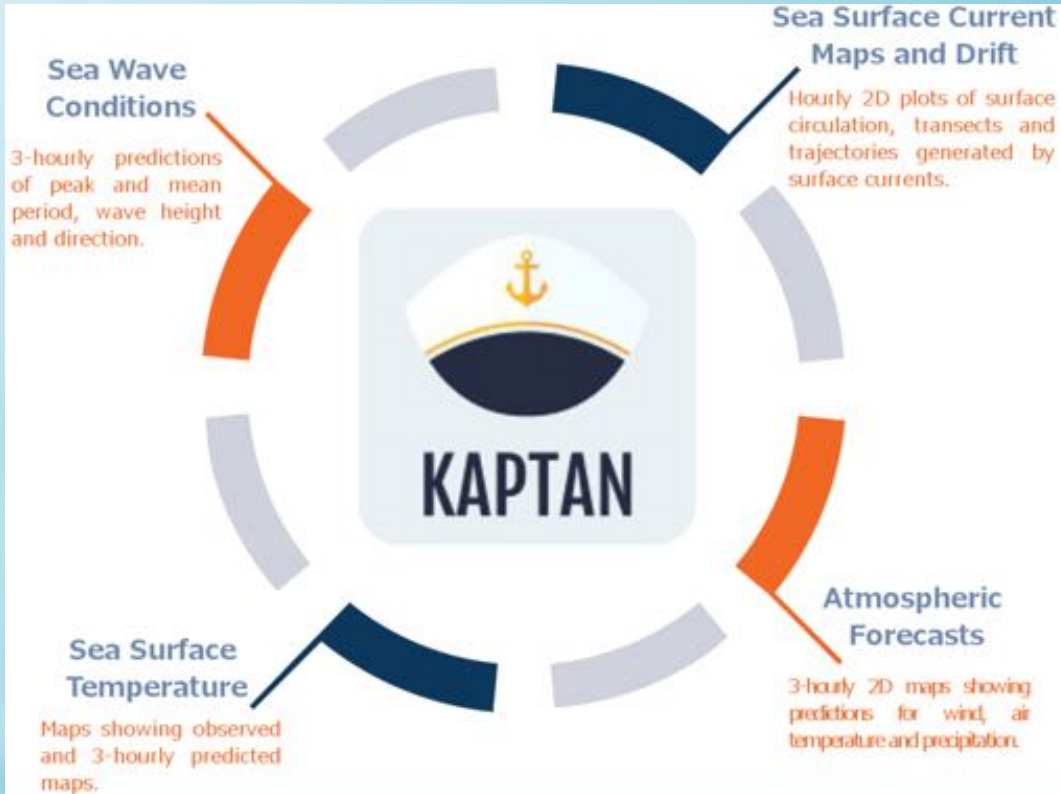 Sea Wave
Conditions
3-hourly predictions
of peak and mean
period, wave height
and direction.
Sea Surface Current
Maps and Drift
Hourly 2D plots of surface
circulation, transects and
trajectories generated by
surface currents.
KAPTAN
Sea Surface
Temperature
Maps showing observed
and 3-hourly predicted
maps.
Atmospheric
Forecasts
3-hourly 2D maps showing
predictions for wind, air
temperature and precipitation.